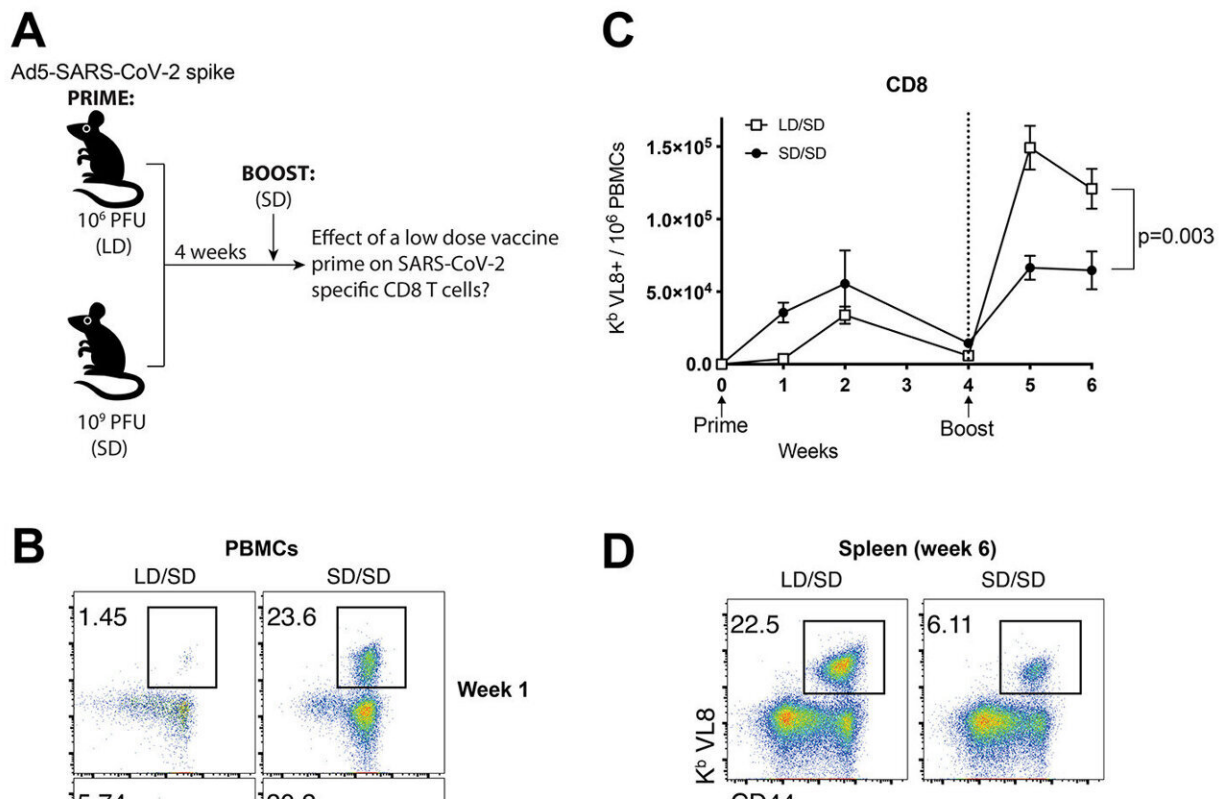 A
Ad5-SARS-CoV-2 spike
PRIME:
10⁶ PFU
(LD)
BOOST:
(SD)
4 weeks
Effect of a low dose vaccine
prime on SARS-CoV-2
specific CD8 T cells?
10⁹ PFU
(SD)
C
CD8
LD/SD
SD/SD
Kᵇ VL8+ / 10⁶ PBMCs
1.5×10⁵
1.0×10⁵
5.0×10⁴
0.0
0 1 2 3 4 5 6
Prime
Boost
Weeks
p=0.003
B
PBMCs
LD/SD SD/SD
1.45 23.6
Week 1
D
Spleen (week 6)
LD/SD SD/SD
22.5 6.11
Kᵇ VL8
CD44